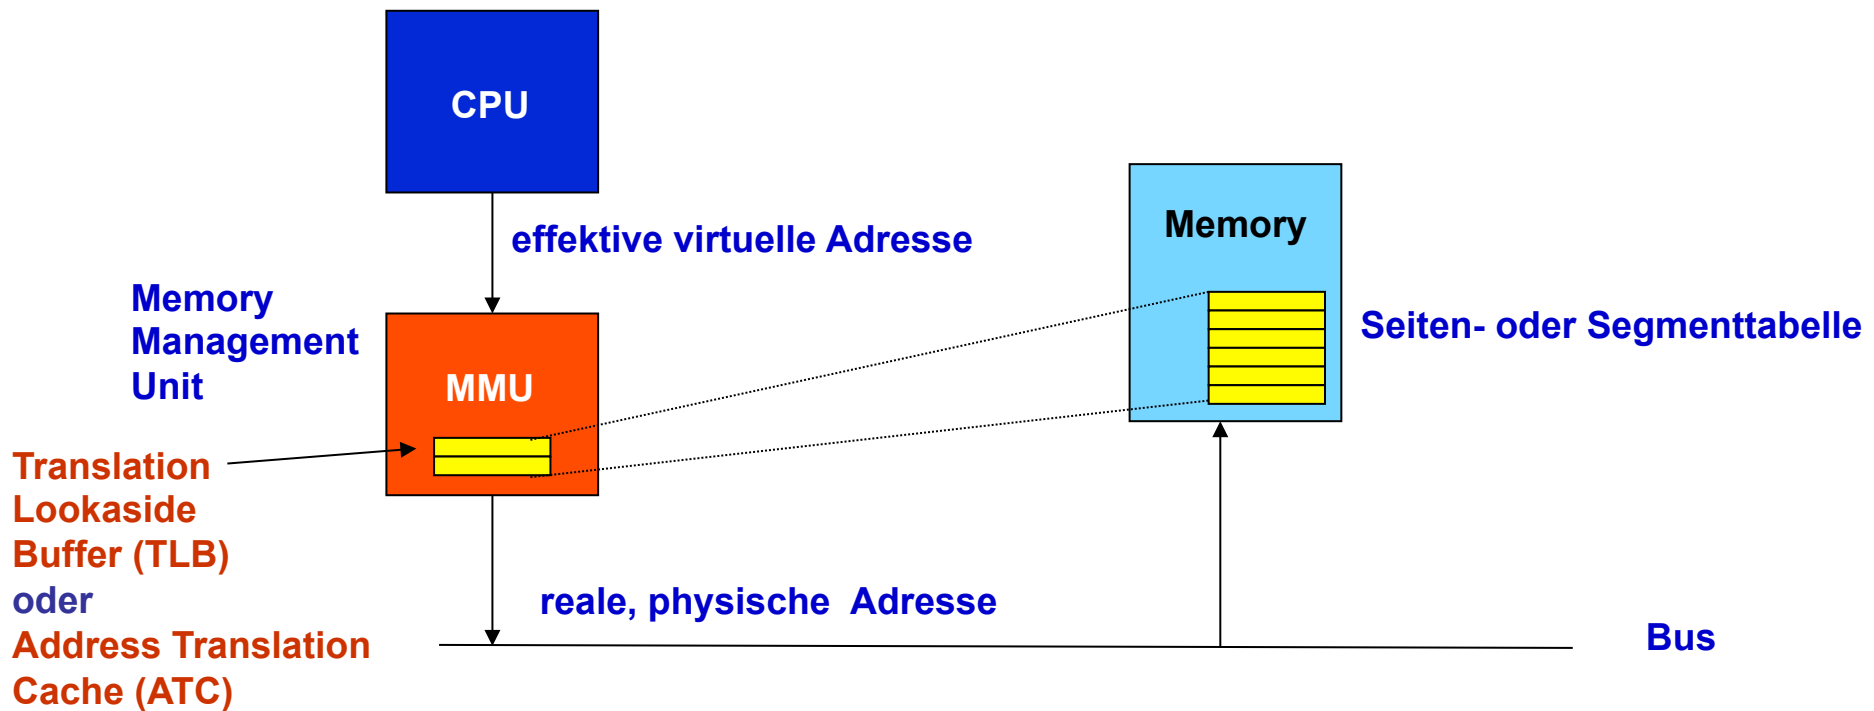 CPU
effektive virtuelle Adresse
Memory
Management
Unit
MMU
Memory
Seiten- oder Segmenttabelle
Translation
Lookaside
Buffer (TLB)
oder
Address Translation
Cache (ATC)
reale, physische  Adresse
Bus